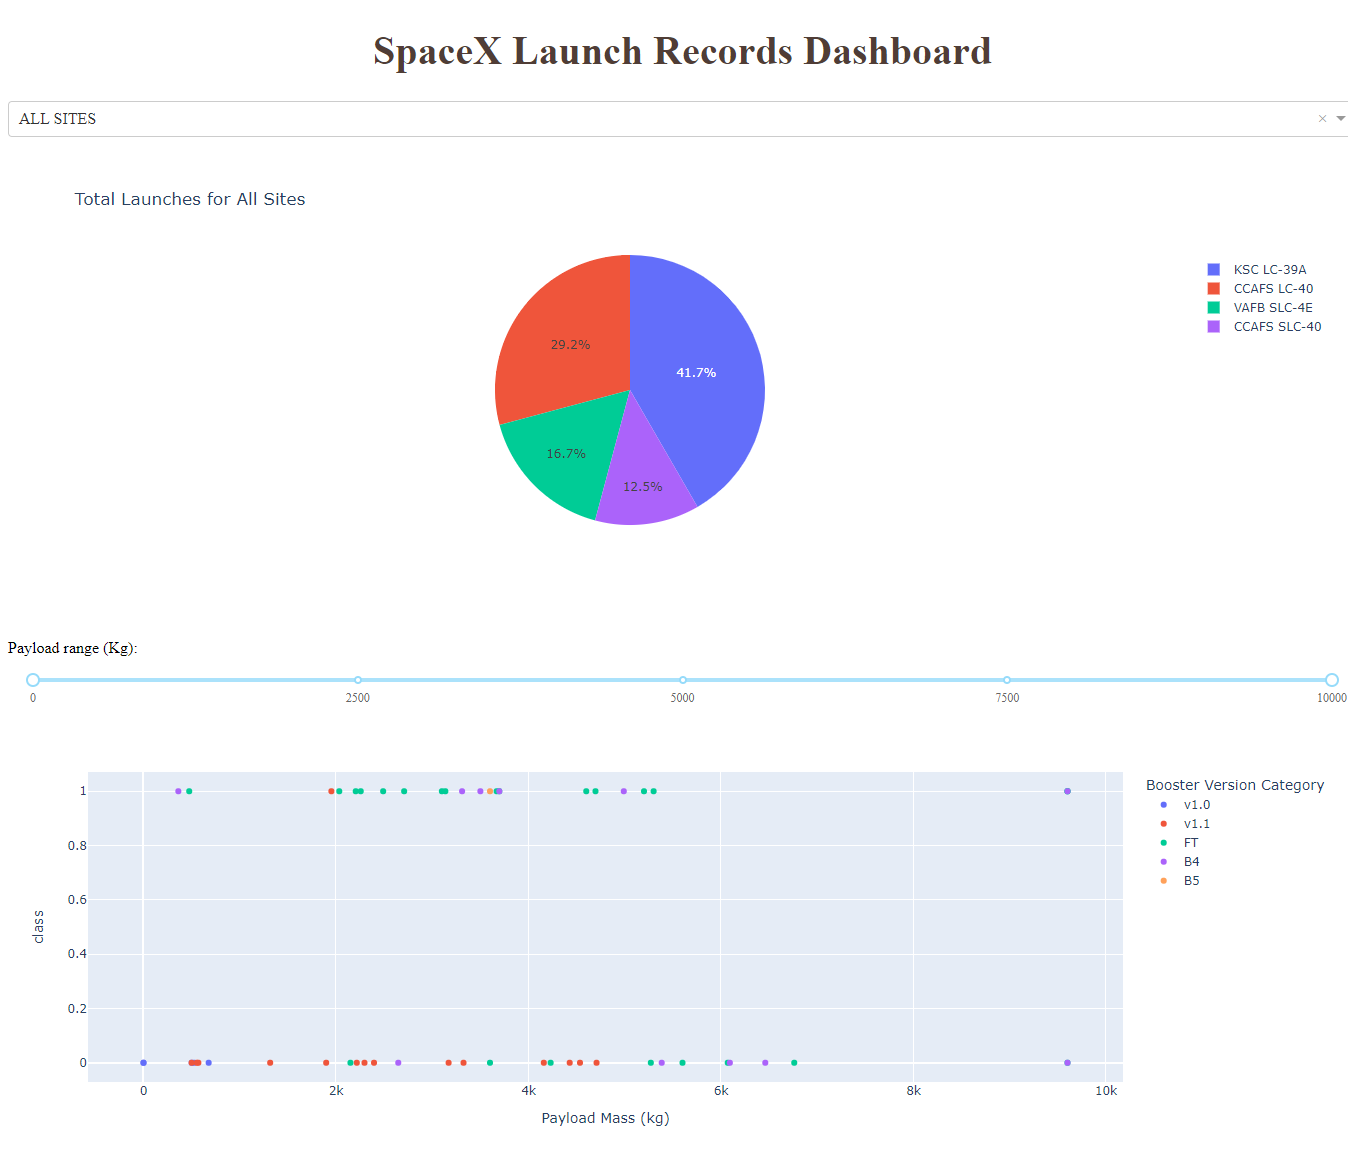 SpaceX Launch Records Dashboard
ALL SITES
×
Total Launches for All Sites
KSC LC-39A
CCAFS LC-40
VAFB SLC-4E
CCAFS SLC-40
29.2%
41.7%
16.7%
12.5%
Payload range (Kg):
0 2500 5000 7500 10000
Booster Version Category
v1.0
v1.1
FT
B4
B5
1
0.8
0.6
0.4
0.2
0
class
0 2k 4k 6k 8k 10k
Payload Mass (kg)